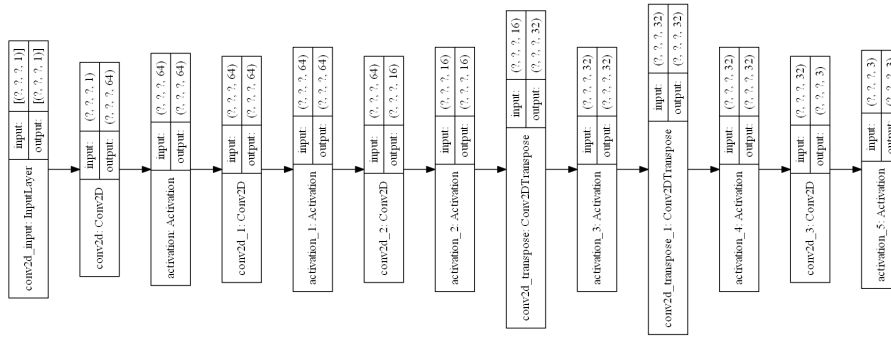 conv2d_input: InputLayer
input: [(?, ?, ?, 1)]
output: [(?, ?, ?, 1)]
conv2d: Conv2D
input: (?, ?, ?, 1)
output: (?, ?, ?, 64)
activation: Activation
input: (?, ?, ?, 64)
output: (?, ?, ?, 64)
conv2d_1: Conv2D
input: (?, ?, ?, 64)
output: (?, ?, ?, 64)
activation_1: Activation
input: (?, ?, ?, 64)
output: (?, ?, ?, 64)
conv2d_2: Conv2D
input: (?, ?, ?, 64)
output: (?, ?, ?, 16)
activation_2: Activation
input: (?, ?, ?, 16)
output: (?, ?, ?, 16)
conv2d_transpose: Conv2DTranspose
input: (?, ?, ?, 16)
output: (?, ?, ?, 32)
activation_3: Activation
input: (?, ?, ?, 32)
output: (?, ?, ?, 32)
conv2d_transpose_1: Conv2DTranspose
input: (?, ?, ?, 32)
output: (?, ?, ?, 32)
activation_4: Activation
input: (?, ?, ?, 32)
output: (?, ?, ?, 32)
conv2d_3: Conv2D
input: (?, ?, ?, 32)
output: (?, ?, ?, 3)
activation_5: Activation
input: (?, ?, ?, 3)
output: (?, ?, ?, 3)